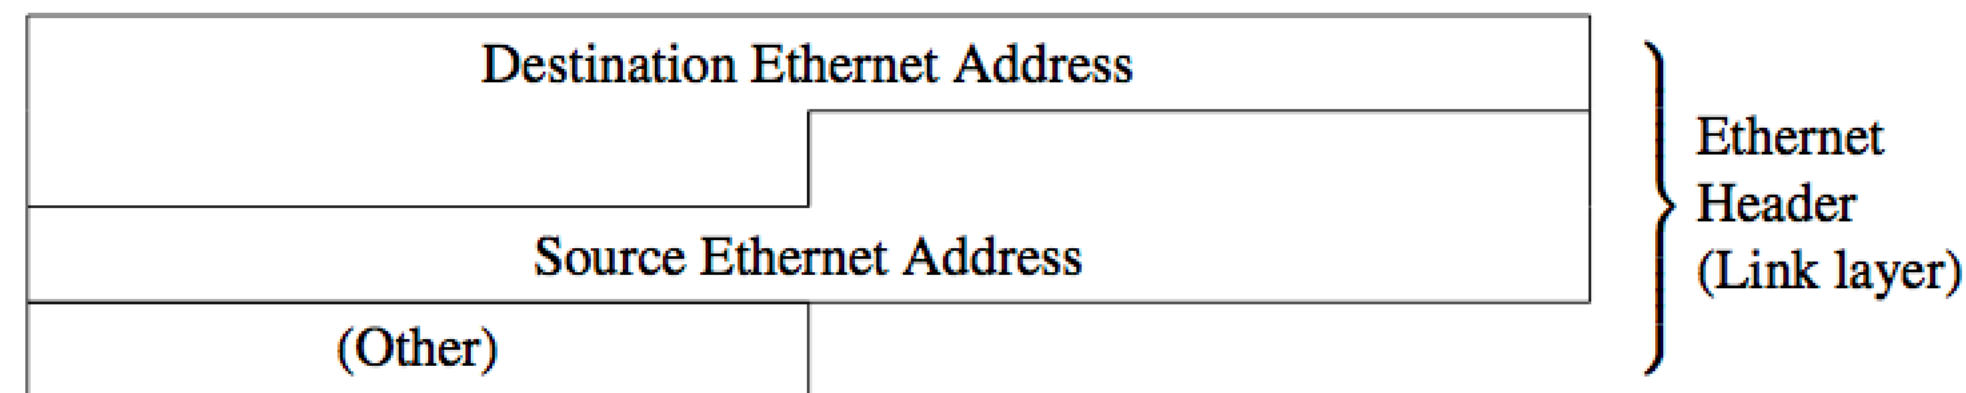 Destination Ethernet Address
Source Ethernet Address
(Other)
Ethernet
Header
(Link layer)